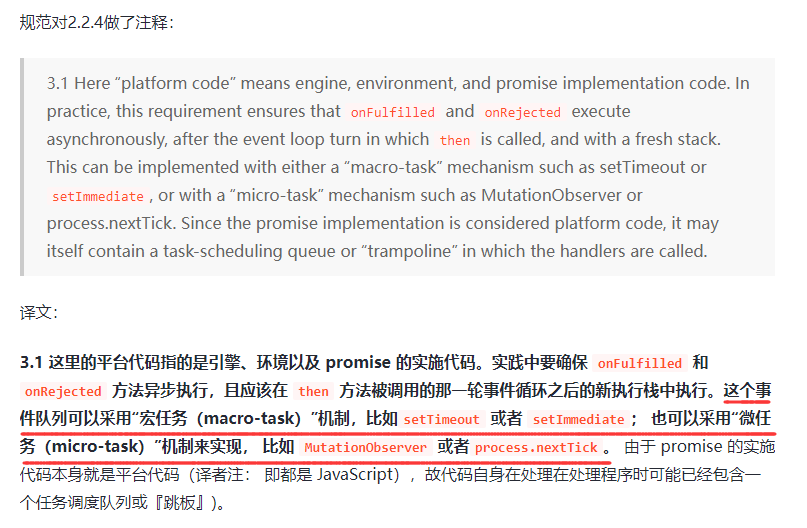 规范对2.2.4做了注释：
3.1 Here “platform code” means engine, environment, and promise implementation code. In
practice, this requirement ensures that onFulfilled and onRejected execute
asynchronously, after the event loop turn in which then is called, and with a fresh stack.
This can be implemented with either a “macro-task” mechanism such as setTimeout or
setImmediate, or with a “micro-task” mechanism such as MutationObserver or
process.nextTick. Since the promise implementation is considered platform code, it may
itself contain a task-scheduling queue or “trampoline” in which the handlers are called.
译文：
3.1 这里的平台代码指的是引擎、环境以及 promise 的实施代码。实践中要确保 onFulfilled 和
onRejected 方法异步执行，且应该在 then 方法被调用的那一轮事件循环之后的新执行栈中执行。这个事
件队列可以采用“宏任务（macro-task）”机制，比如 setTimeout 或者 setImmediate； 也可以采用“微任
务（micro-task）”机制来实现， 比如 MutationObserver 或者 process.nextTick。 由于 promise 的实施
代码本身就是平台代码（译者注： 即都是 JavaScript），故代码自身在处理在处理程序时可能已经包含一
个任务调度队列或『跳板』)。